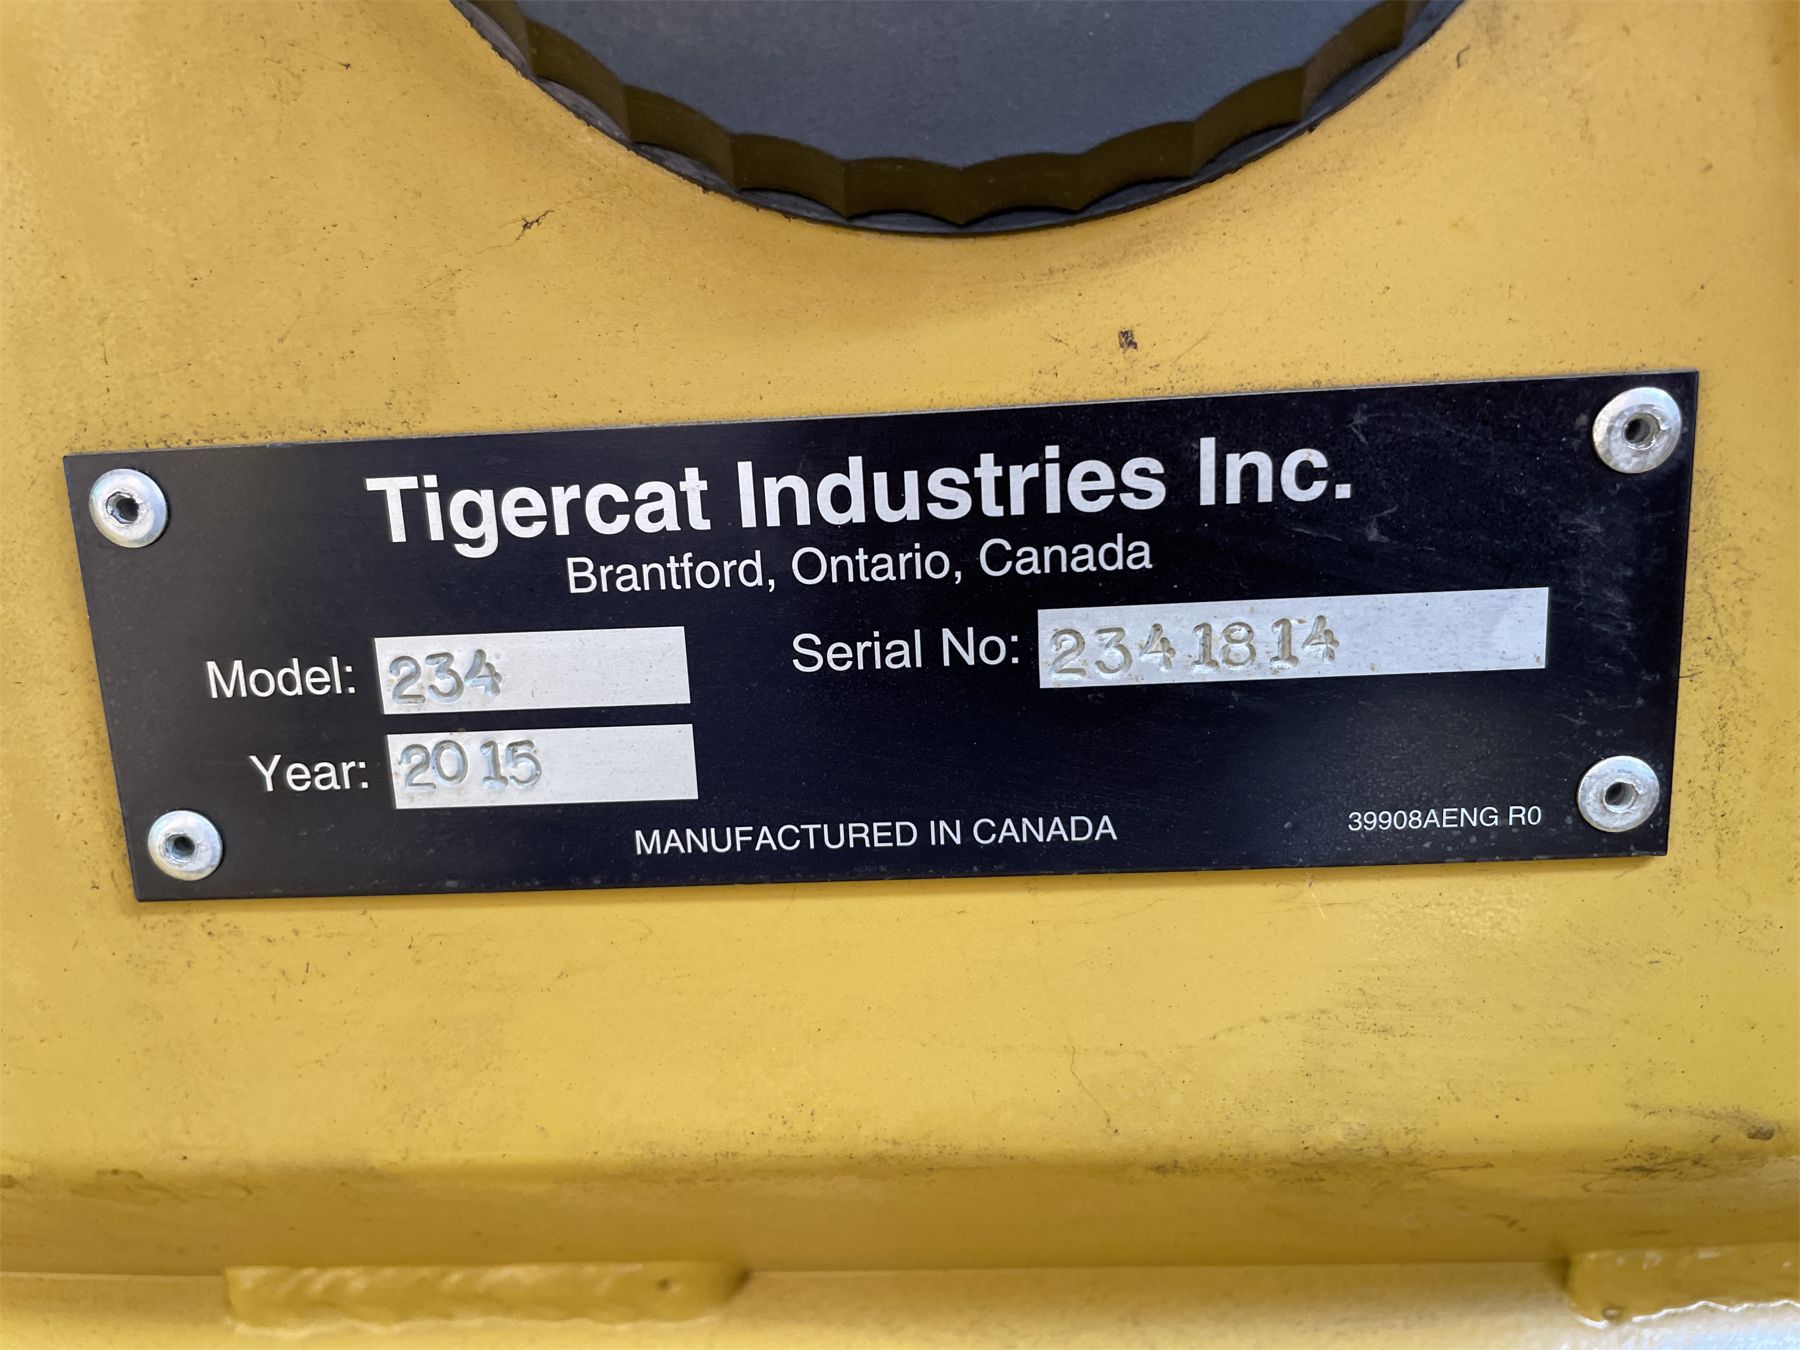 Tigercat Industries Inc.
Brantford, Ontario, Canada
Model: 234 Serial No: 2341814
Year: 2015
MANUFACTURED IN CANADA 39908AENG R0